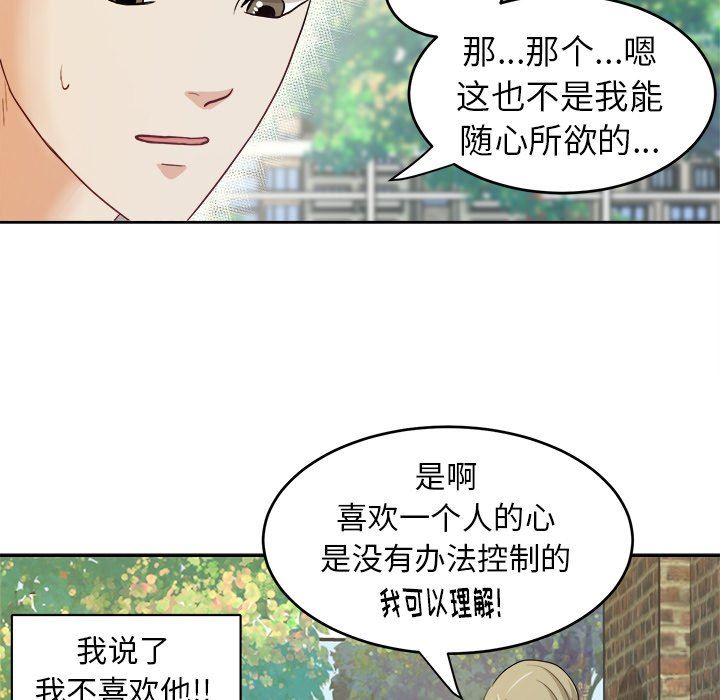 那...那个...嗯
这也不是我能
随心所欲的...
是啊
喜欢一个人的心
是没有办法控制的
我可以理解!
我说了
我不喜欢他!!